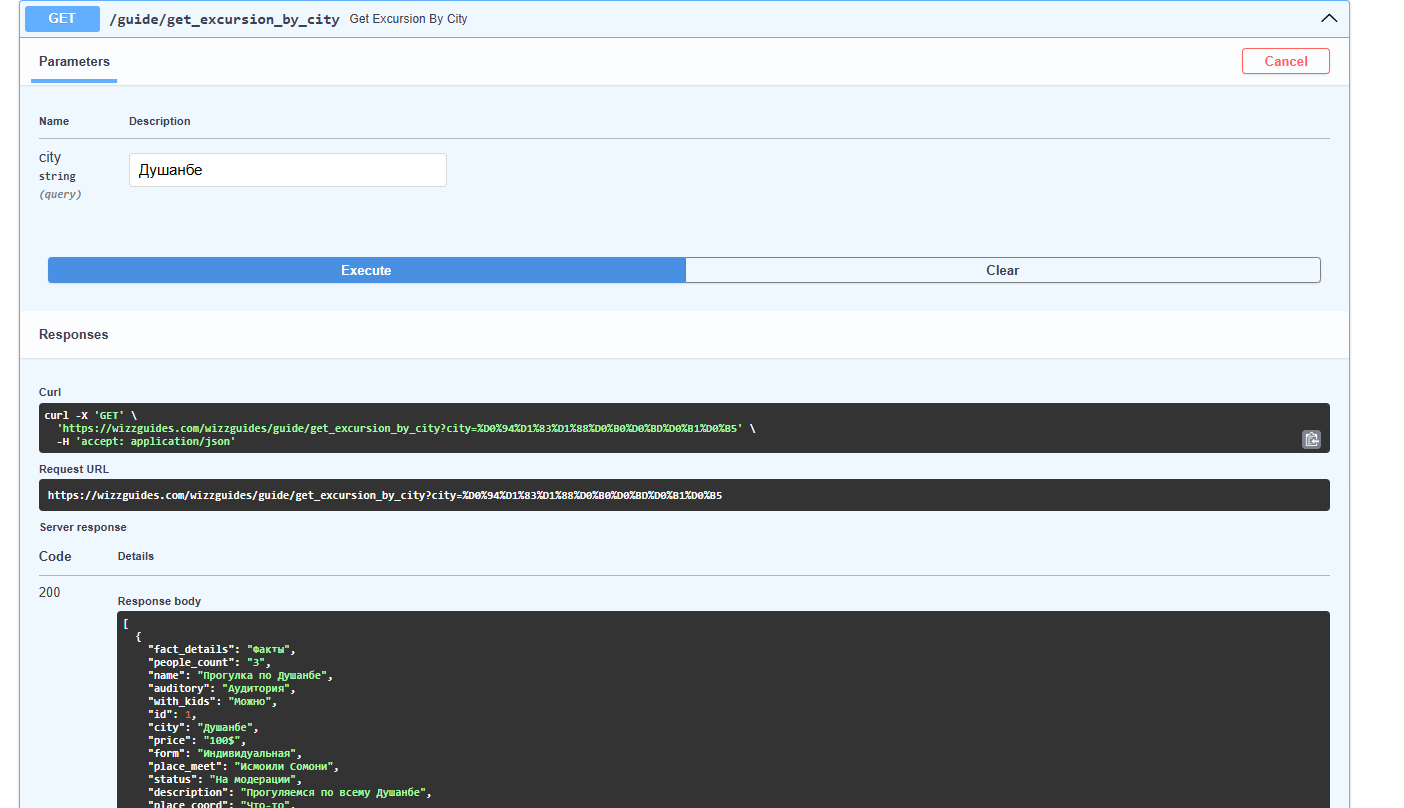 GET /guide/get_excursion_by_city Get Excursion By City
Parameters
Cancel
Name Description
city
string
(query)
Душанбе
Execute
Clear
Responses
Curl
curl -X 'GET' \
'https://wizzguides.com/wizzguides/guide/get_excursion_by_city?city=%D0%94%D1%83%D1%88%D0%B0%D0%BD%D0%B1%D0%B5' \
-H 'accept: application/json'
Request URL
https://wizzguides.com/wizzguides/guide/get_excursion_by_city?city=%D0%94%D1%83%D1%88%D0%B0%D0%BD%D0%B1%D0%B5
Server response
Code Details
200
Response body
[
{
"fact_details": "Факты",
"people_count": "3",
"name": "Прогулка по Душанбе",
"auditory": "Аудитория",
"with_kids": "Можно",
"id": 1,
"city": "Душанбе",
"price": "100$",
"form": "Индивидуальная",
"place_meet": "Исмоили Сомони",
"status": "На модерации",
"description": "Прогуляемся по всему Душанбе",
"place_coord": "Что-то",